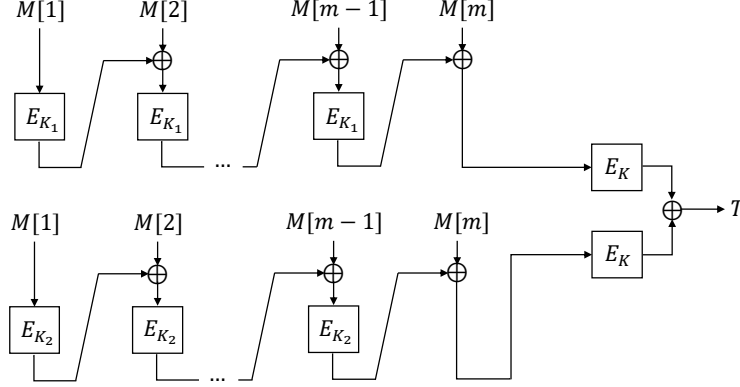 M[1] M[2] M[m − 1] M[m]
E_{K_1} E_{K_1} E_{K_1}
...
E_K
T
M[1] M[2] M[m − 1] M[m]
E_K
E_{K_2} E_{K_2} E_{K_2}
...